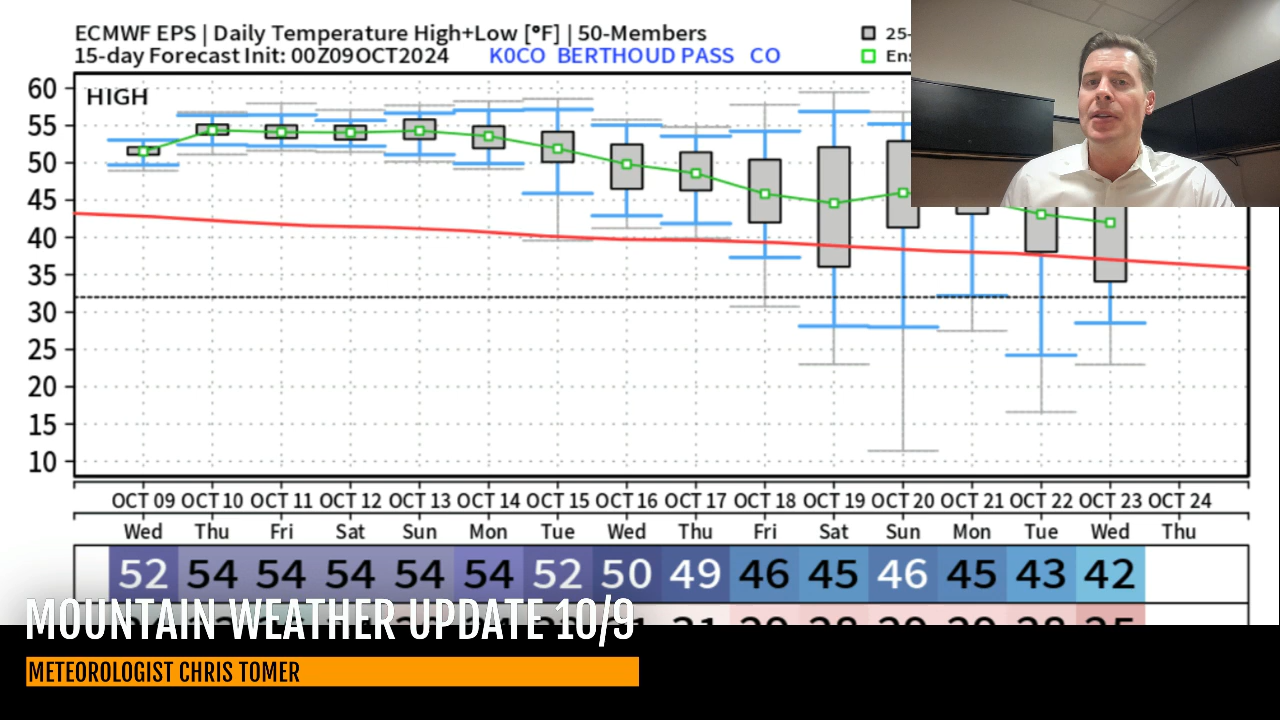 ECMWF EPS | Daily Temperature High+Low [°F] | 50-Members
15-day Forecast Init: 00Z09OCT2024 K0CO BERTHOUD PASS CO
25-
Ens
HIGH
60
55
50
45
40
35
30
25
20
15
10
OCT 09 OCT 10 OCT 11 OCT 12 OCT 13 OCT 14 OCT 15 OCT 16 OCT 17 OCT 18 OCT 19 OCT 20 OCT 21 OCT 22 OCT 23 OCT 24
Wed Thu Fri Sat Sun Mon Tue Wed Thu Fri Sat Sun Mon Tue Wed Thu
52 54 54 54 54 54 52 50 49 46 45 46 45 43 42
MOUNTAIN WEATHER UPDATE 10/9
METEOROLOGIST CHRIS TOMER